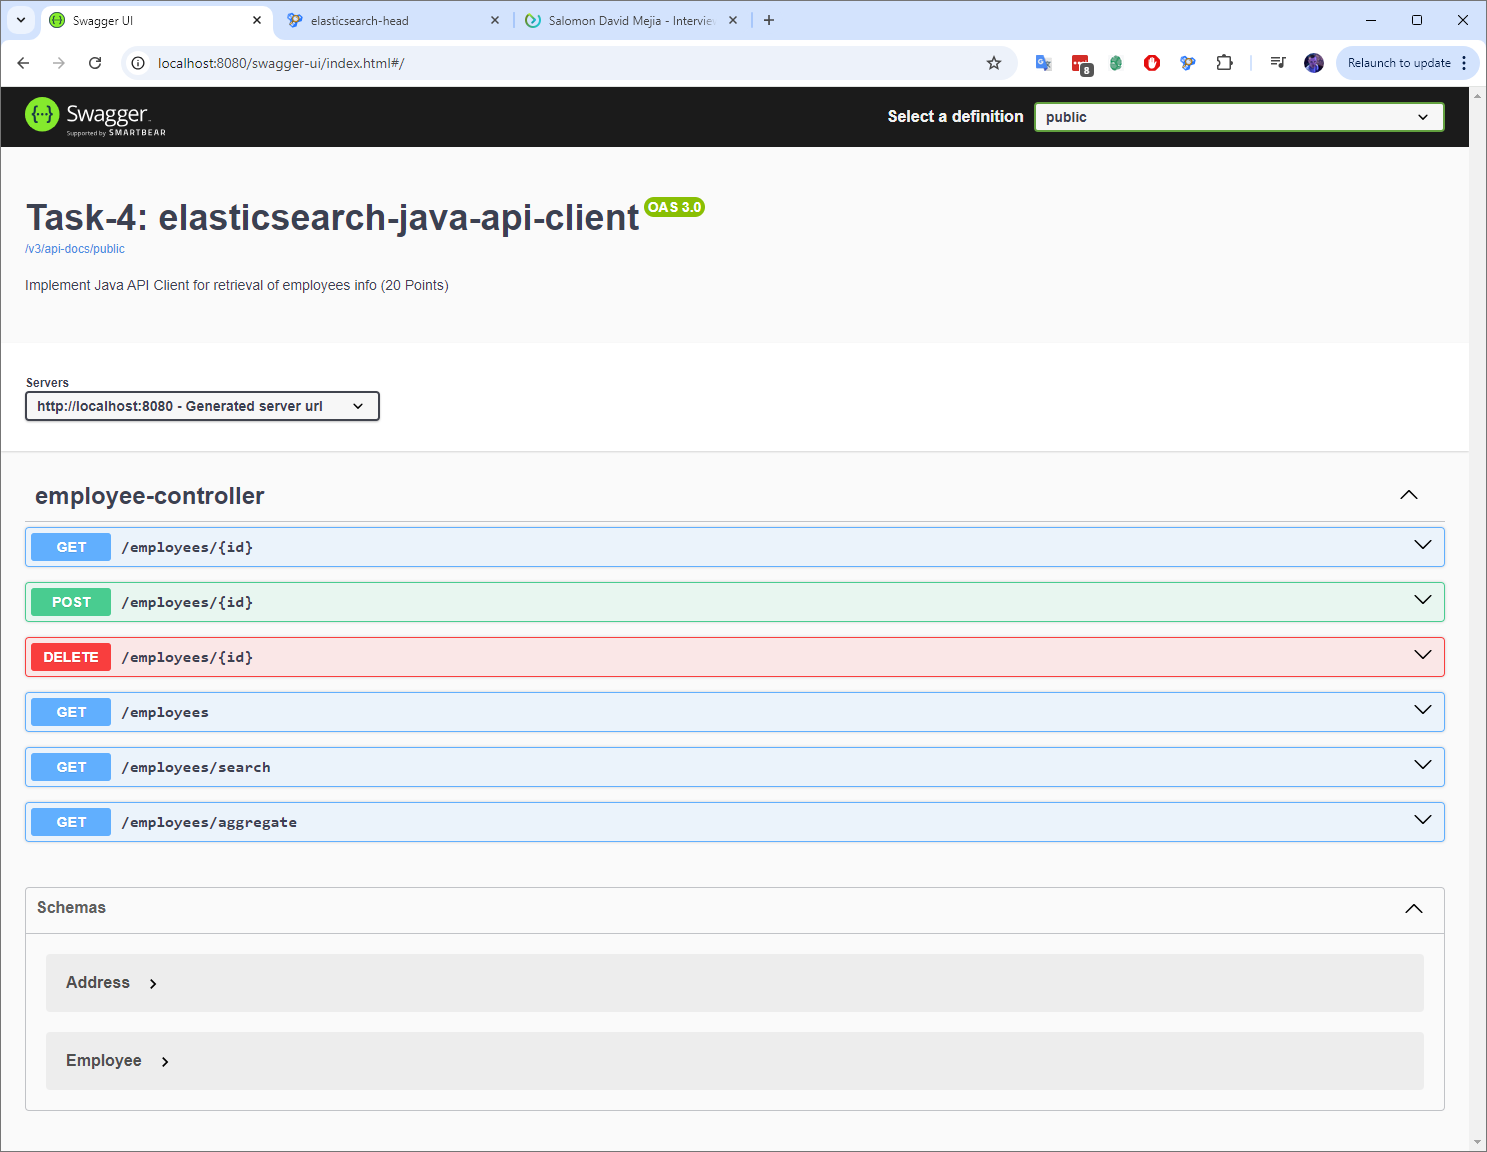 Swagger UI
elasticsearch-head
Salomon David Mejia - Intervie
localhost:8080/swagger-ui/index.html#/
8
Relaunch to update
Swagger
Supported by SMARTBEAR
Select a definition
public
Task-4: elasticsearch-java-api-client
OAS 3.0
/v3/api-docs/public
Implement Java API Client for retrieval of employees info (20 Points)
Servers
http://localhost:8080 - Generated server url
employee-controller
GET /employees/{id}
POST /employees/{id}
DELETE /employees/{id}
GET /employees
GET /employees/search
GET /employees/aggregate
Schemas
Address
Employee